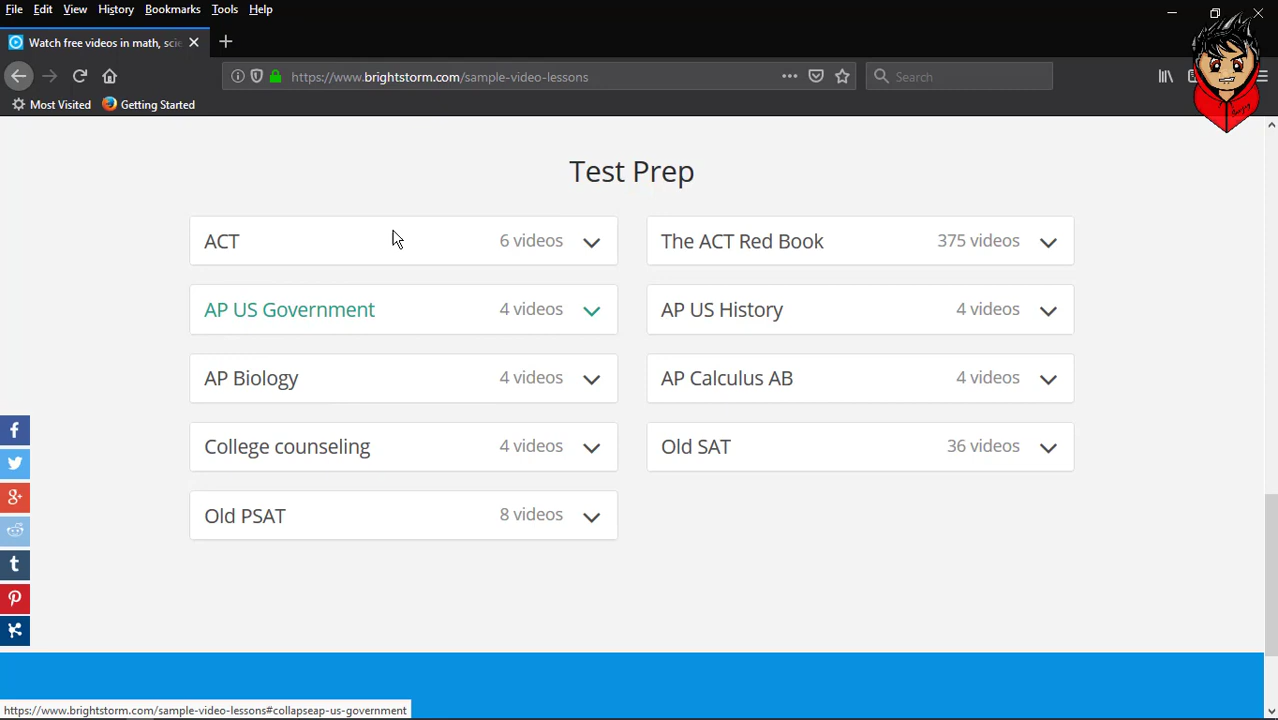 File Edit View History Bookmarks Tools Help
Watch free videos in math, scie
https://www.brightstorm.com/sample-video-lessons
Search
Most Visited Getting Started
Test Prep
ACT 6 videos
The ACT Red Book 375 videos
AP US Government 4 videos
AP US History 4 videos
AP Biology 4 videos
AP Calculus AB 4 videos
College counseling 4 videos
Old SAT 36 videos
Old PSAT 8 videos
https://www.brightstorm.com/sample-video-lessons#collapseap-us-government